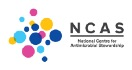 NCAS
National Centre for
Antimicrobial Stewardship